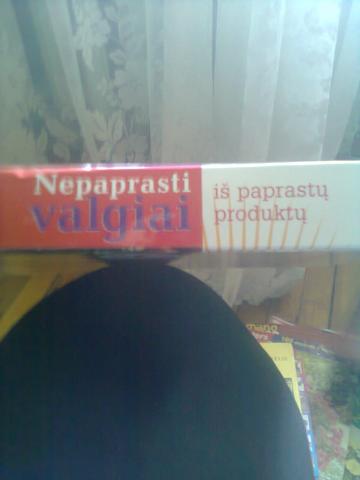 Nepaprasti
valgiai
iš paprastų
produktų